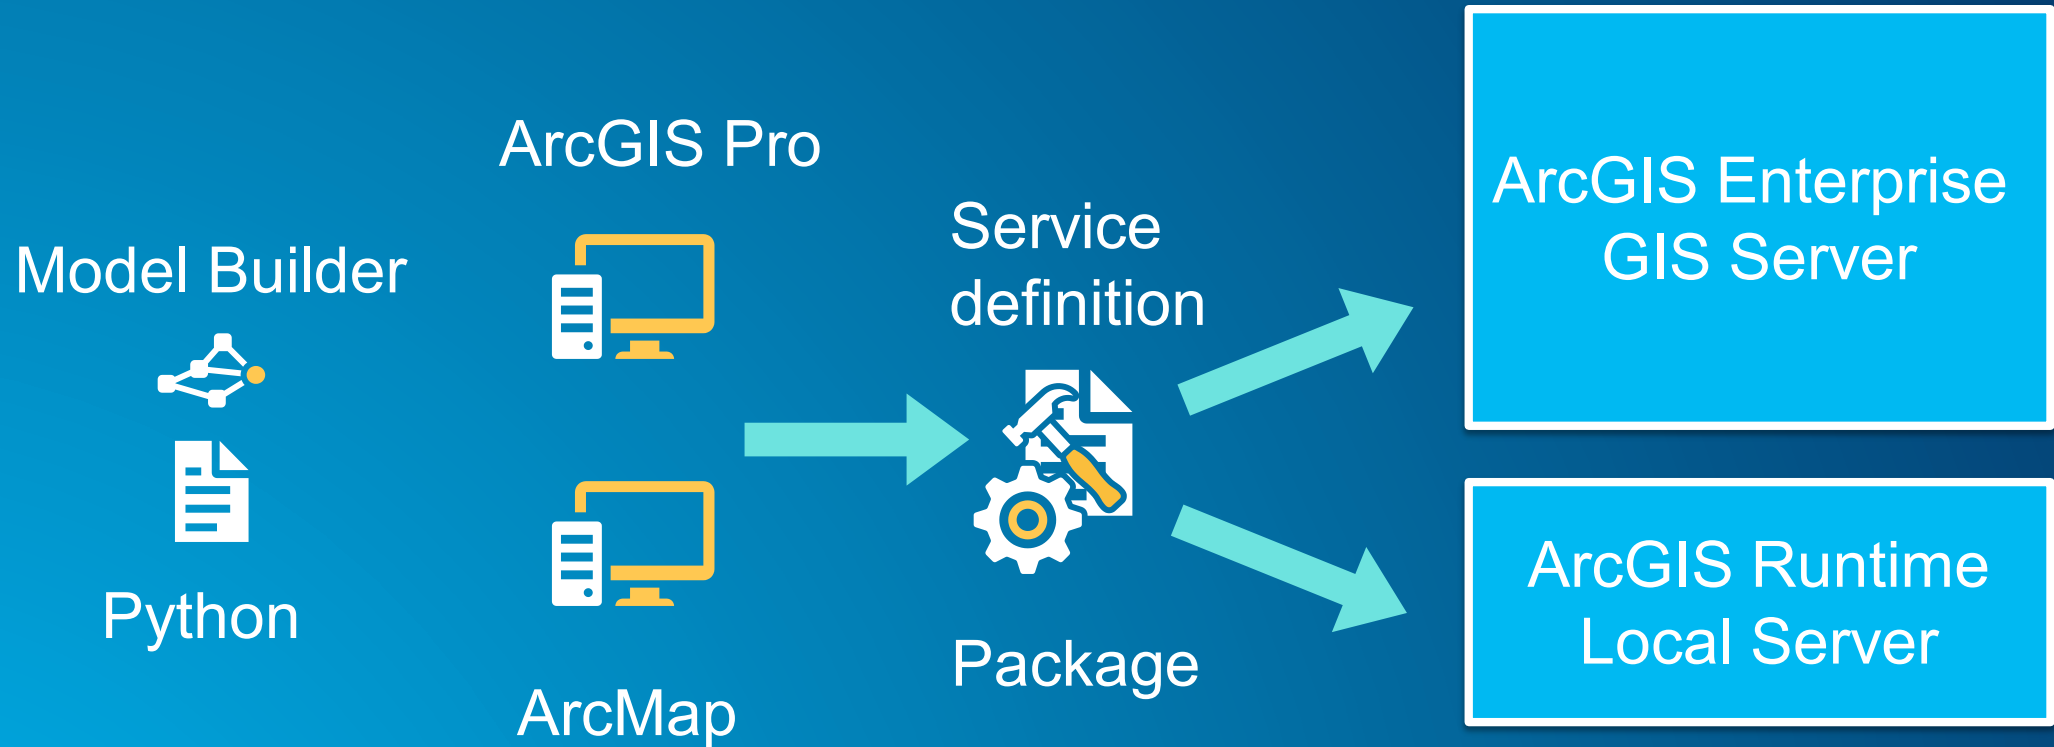 Model Builder
Python
ArcGIS Pro
ArcMap
Service
definition
Package
ArcGIS Enterprise
GIS Server
ArcGIS Runtime
Local Server